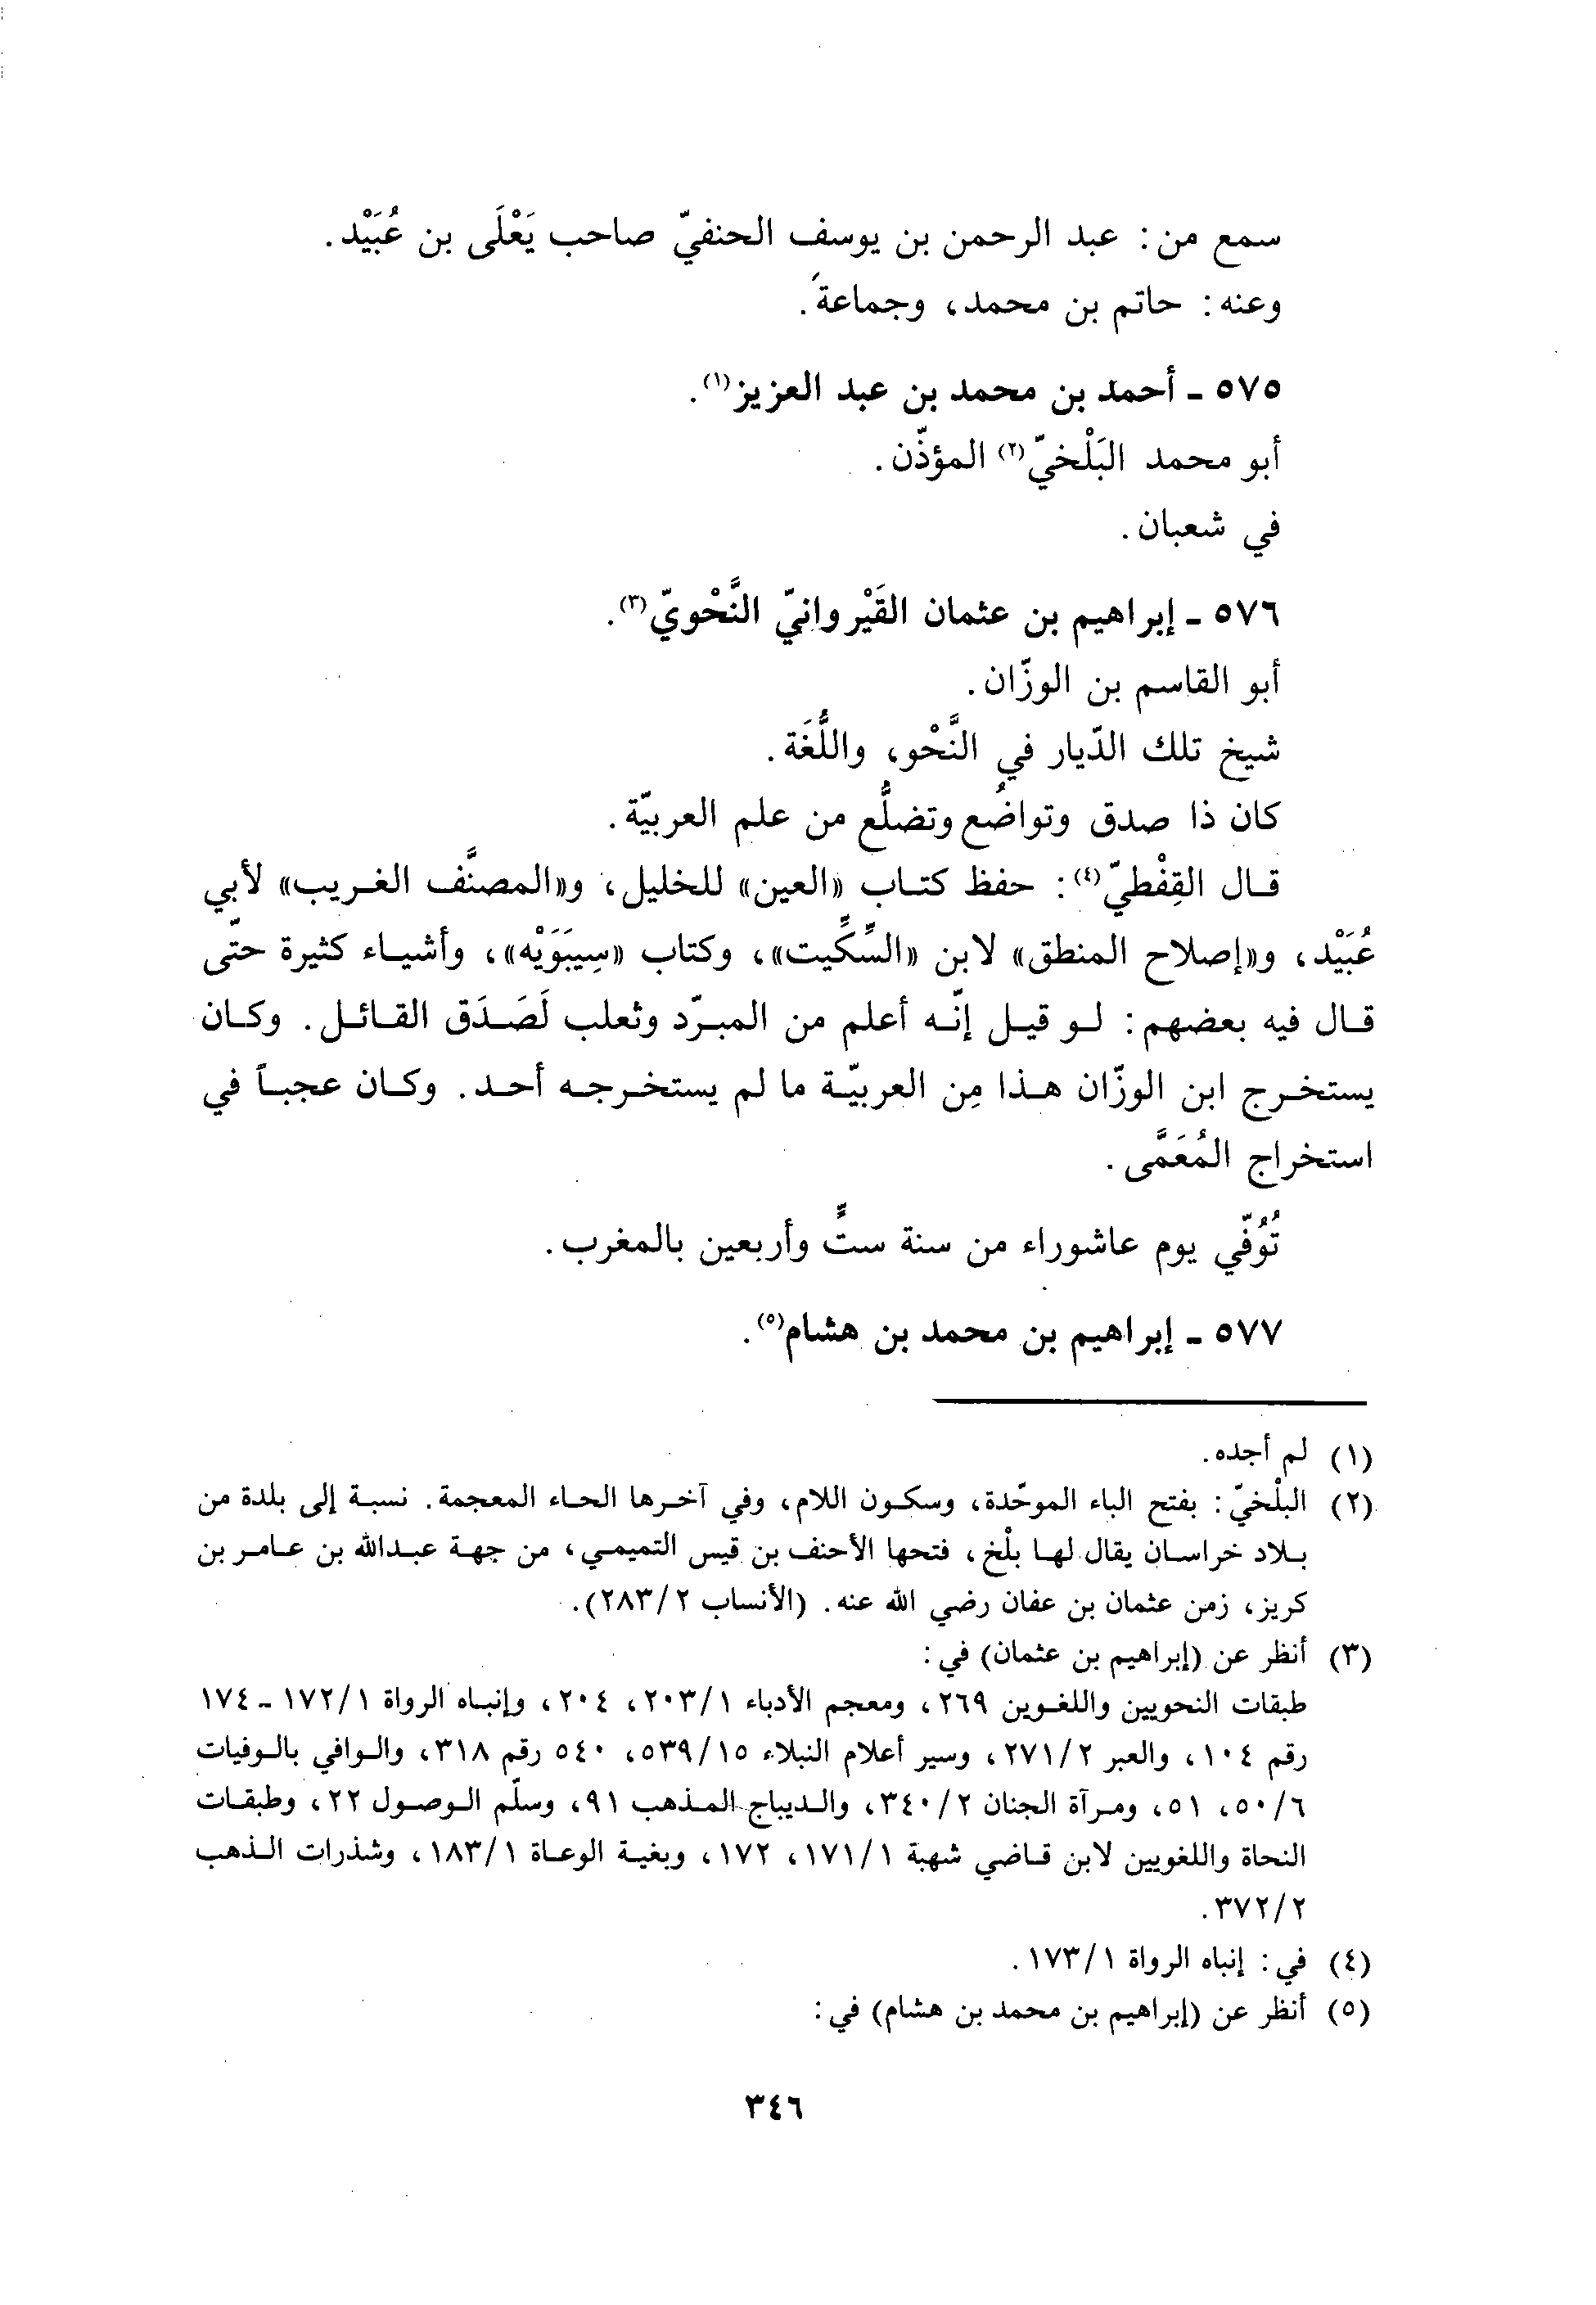 سمع من : عبد الرحمن بن يوسف الحنفيّ صاحب يَعْلَى بن عُبَيْد .
وعنه : حاتم بن محمد ، وجماعة .
٥٧٥ - أحمد بن محمد بن عبد العزيز(١) .
أبو محمد البَلْخيّ(٢) المؤذّن .
في شعبان .
٥٧٦ - إبراهيم بن عثمان القَيْروانيّ النَّحْويّ(٣) .
أبو القاسم بن الوزّان .
شيخ تلك الدّيار في النَّحْو ، واللُّغَة .
كان ذا صدق وتواضُع وتضلُّع من علم العربيّة .
قال القِفْطيّ(٤) : حفظ كتاب «العين» للخليل ، و«المصنَّف الغريب» لأبي
عُبَيْد ، و«إصلاح المنطق» لابن «السِّكِّيت» ، وكتاب «سِيبَوَيْه» ، وأشياء كثيرة حتّى
قال فيه بعضهم : لو قيل إنّه أعلم من المبرّد وثعلب لَصَدَق القائل . وكان
يستخرج ابن الوزّان هذا مِن العربيّة ما لم يستخرجه أحد . وكان عجباً في
استخراج المُعَمَّى .
تُوُفّي يوم عاشوراء من سنة ستٍّ وأربعين بالمغرب .
٥٧٧ - إبراهيم بن محمد بن هشام(٥) .
(١) لم أجده .
(٢) البلْخيّ : بفتح الباء الموحّدة ، وسكون اللام ، وفي آخرها الحاء المعجمة . نسبة إلى بلدة من
بلاد خراسان يقال لها بلْخ ، فتحها الأحنف بن قيس التميمي ، من جهة عبدالله بن عامر بن
كريز ، زمن عثمان بن عفان رضي الله عنه . (الأنساب ٢/٢٨٣) .
(٣) أنظر عن (إبراهيم بن عثمان) في :
طبقات النحويين واللغوين ٢٦٩ ، ومعجم الأدباء ١/٢٠٣ ، ٢٠٤ ، وإنباه الرواة ١/١٧٢ - ١٧٤
رقم ١٠٤ ، والعبر ٢/٢٧١ ، وسير أعلام النبلاء ١٥/٥٣٩ ، ٥٤٠ رقم ٣١٨ ، والوافي بالوفيات
٦/٥٠ ، ٥١ ، ومرآة الجنان ٢/٣٤٠ ، والديباج المذهب ٩١ ، وسلّم الوصول ٢٢ ، وطبقات
النحاة واللغويين لابن قاضي شهبة ١/١٧١ ، ١٧٢ ، وبغية الوعاة ١/١٨٣ ، وشذرات الذهب
٢/٣٧٢ .
(٤) في : إنباه الرواة ١/١٧٣ .
(٥) أنظر عن (إبراهيم بن محمد بن هشام) في :
٣٤٦